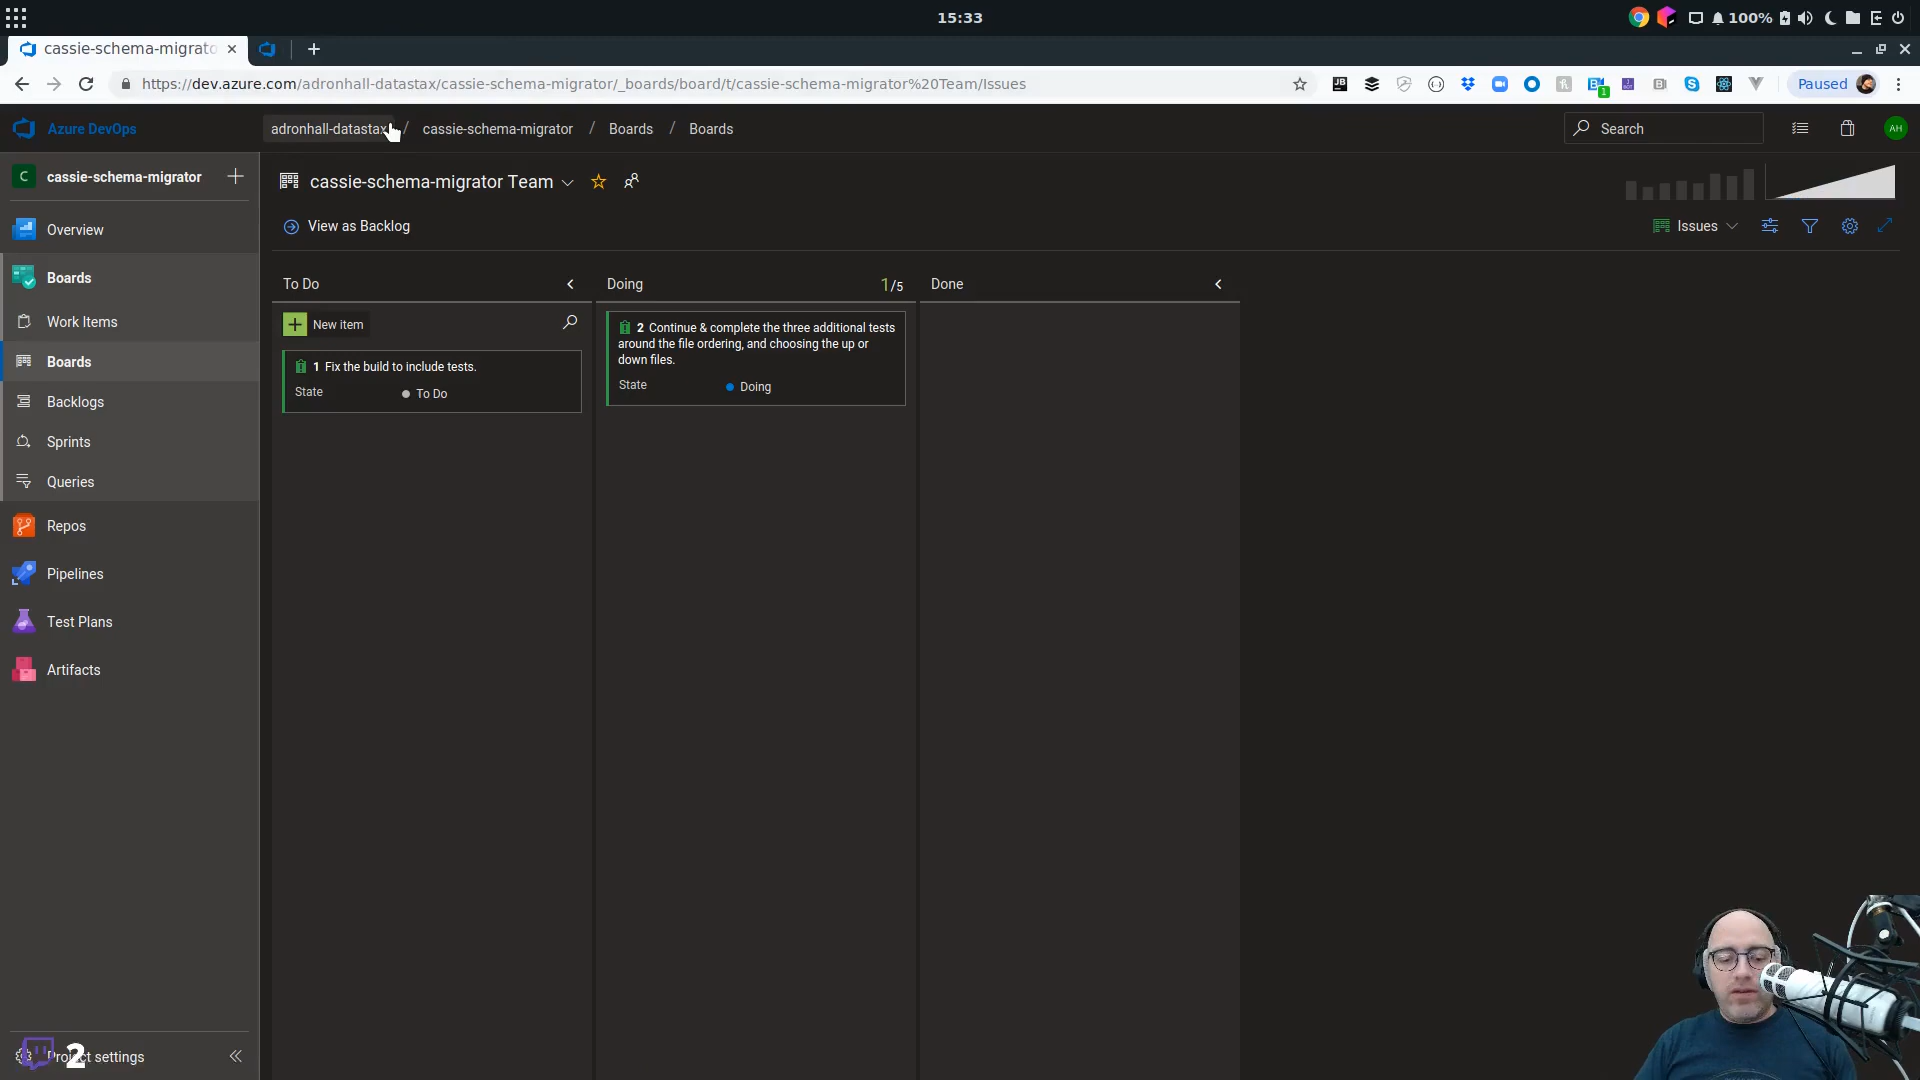 15:33
100%
cassie-schema-migrato
https://dev.azure.com/adronhall-datastax/cassie-schema-migrator/_boards/board/t/cassie-schema-migrator%20Team/Issues
JB
1
Paused
Azure DevOps
adronhall-datastax / cassie-schema-migrator / Boards / Boards
Search
AH
C cassie-schema-migrator
cassie-schema-migrator Team
Overview
View as Backlog
Issues
Boards
To Do
Doing
1/5
Done
Work Items
New item
2 Continue & complete the three additional tests
around the file ordering, and choosing the up or
down files.
State
Doing
Boards
1 Fix the build to include tests.
State
To Do
Backlogs
Sprints
Queries
Repos
Pipelines
Test Plans
Artifacts
2
Project settings